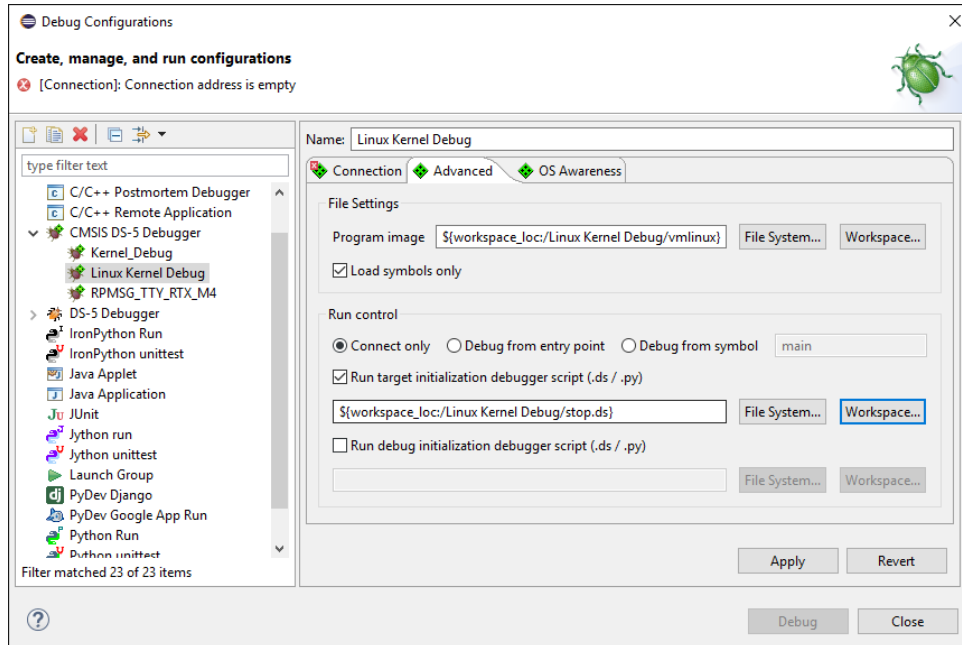 Debug Configurations
Create, manage, and run configurations
[Connection]: Connection address is empty
type filter text
C/C++ Postmortem Debugger
C/C++ Remote Application
CMSIS DS-5 Debugger
Kernel_Debug
Linux Kernel Debug
RPMSG_TTY_RTX_M4
DS-5 Debugger
IronPython Run
IronPython unittest
Java Applet
Java Application
Ju JUnit
Jython run
Jython unittest
Launch Group
dj PyDev Django
PyDev Google App Run
Python Run
Python unittest
Filter matched 23 of 23 items
Name: Linux Kernel Debug
Connection Advanced OS Awareness
File Settings
Program image ${workspace_loc:/Linux Kernel Debug/vmlinux} File System... Workspace...
Load symbols only
Run control
Connect only Debug from entry point Debug from symbol main
Run target initialization debugger script (.ds / .py)
${workspace_loc:/Linux Kernel Debug/stop.ds} File System... Workspace...
Run debug initialization debugger script (.ds / .py)
File System... Workspace...
Apply Revert
? Debug Close